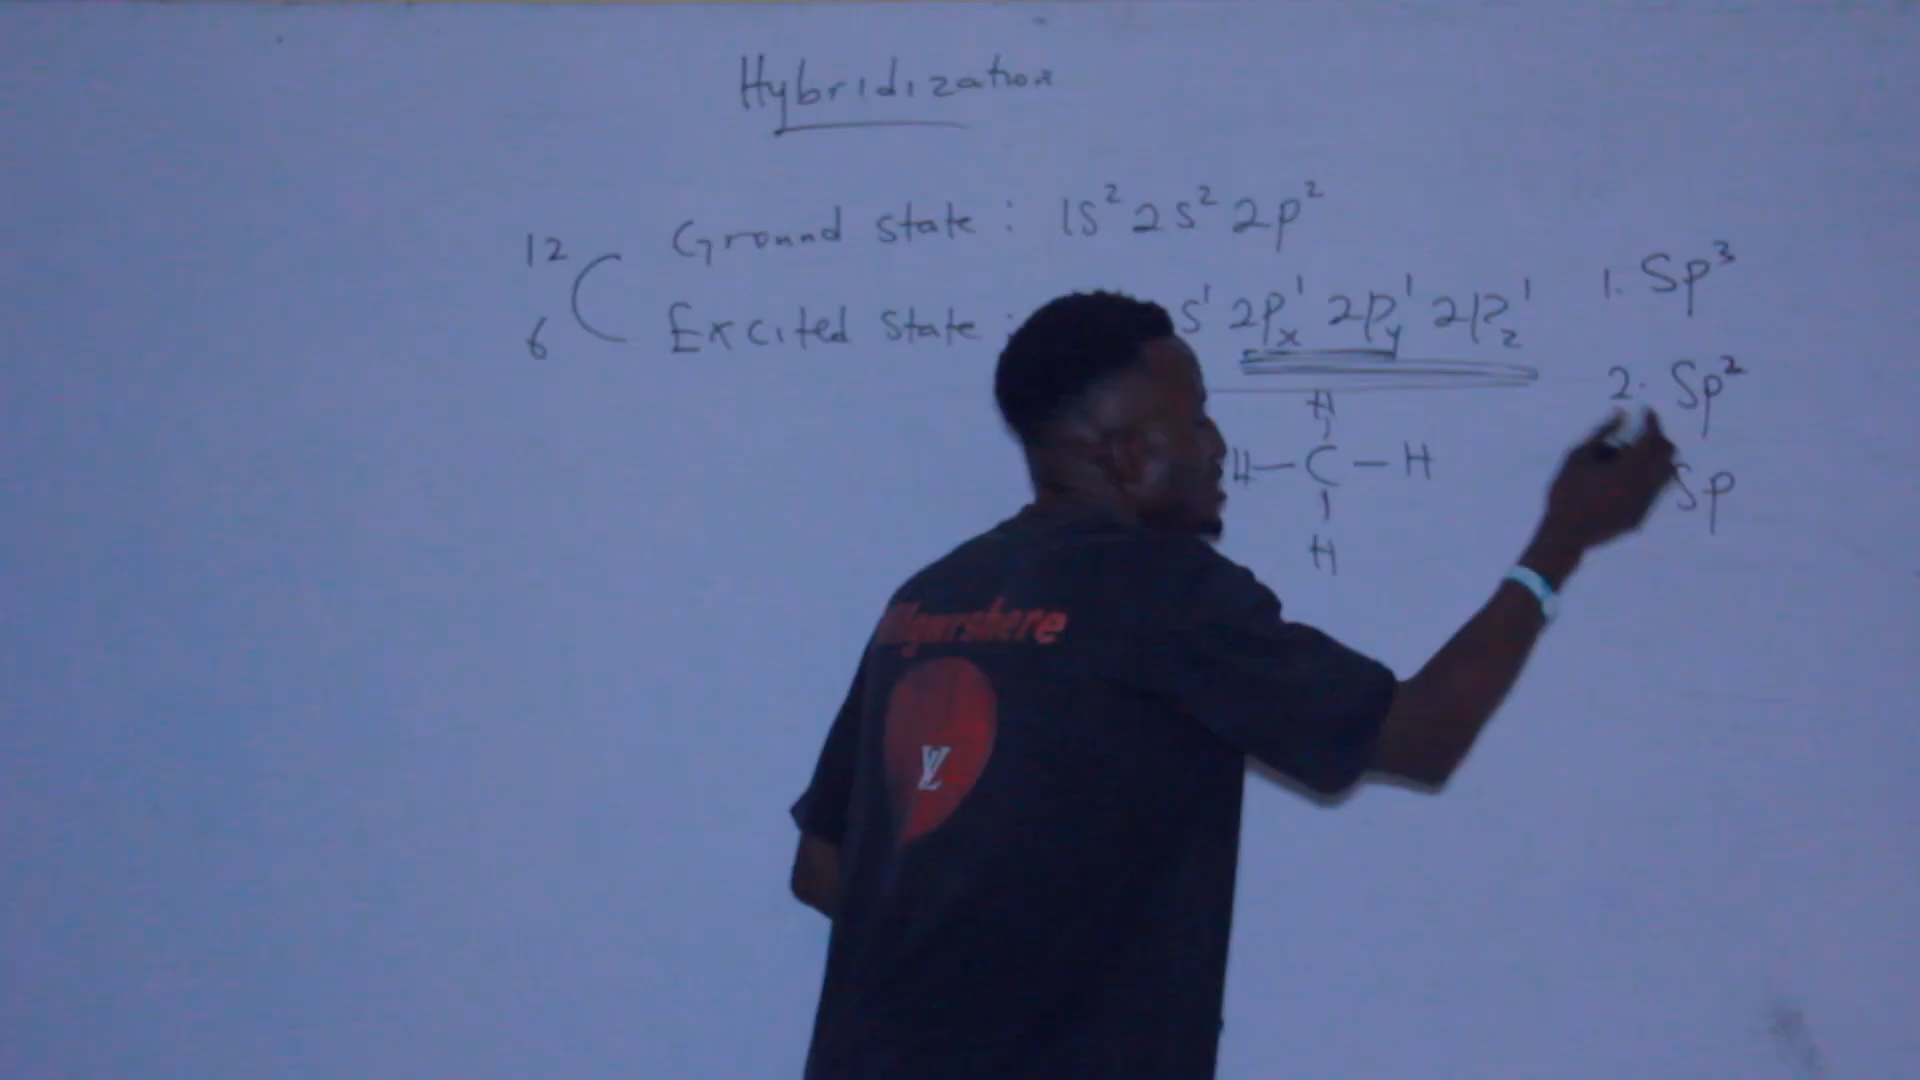 Hybridization
Ground state : 1s² 2s² 2p²
12
6
C
Excited state : s¹ 2px¹ 2py¹ 2pz¹
1. Sp³
2. Sp²
Sp
H
H—C—H
H
LV